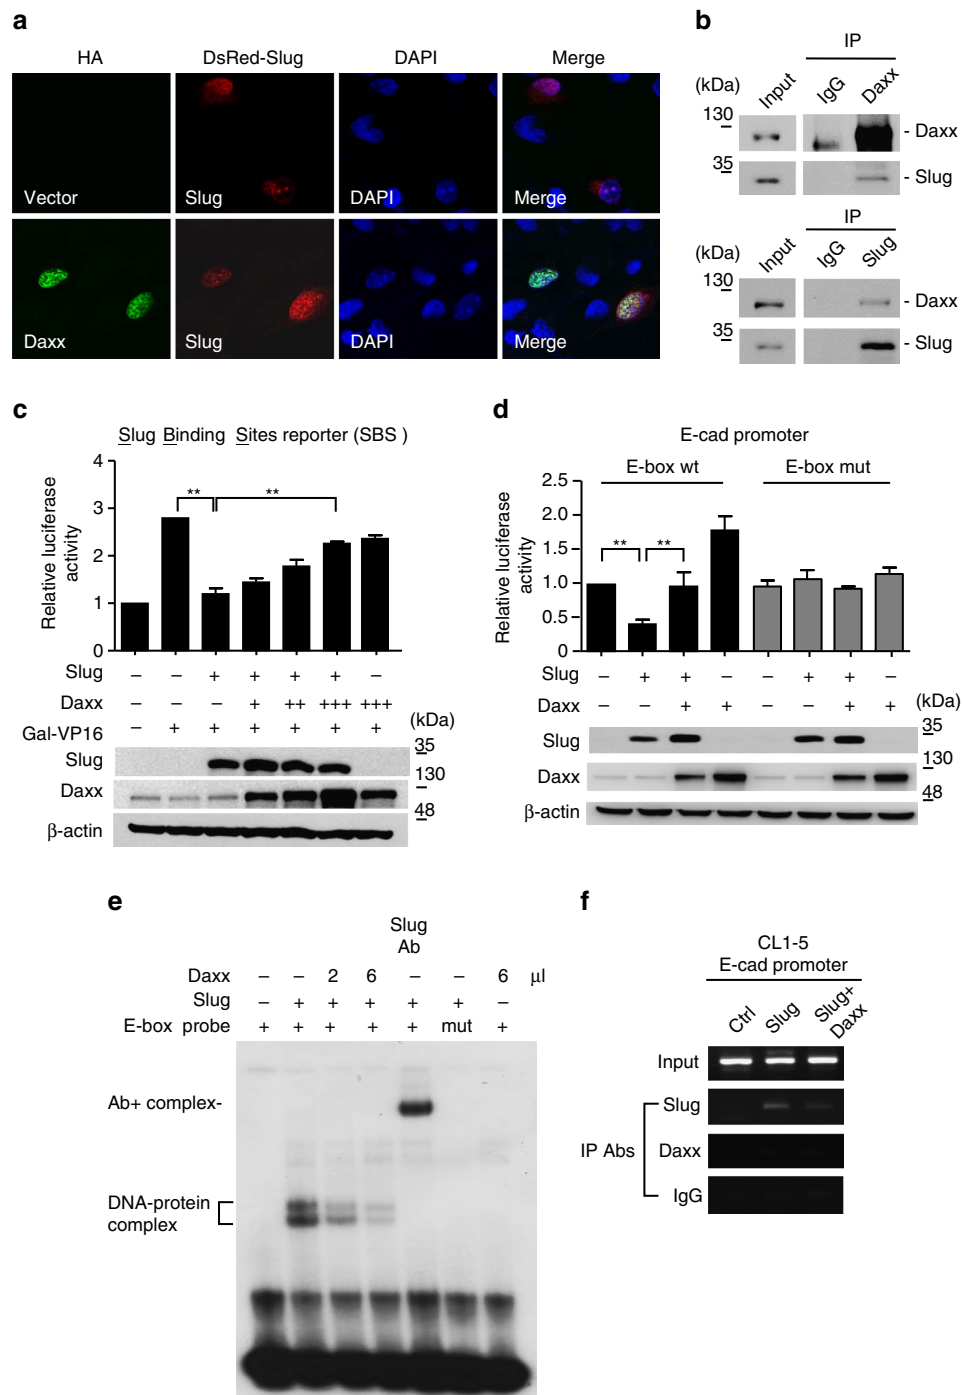 a
HA DsRed-Slug DAPI Merge
Vector Slug DAPI Merge
Daxx Slug DAPI Merge
b
IP
(kDa) Input IgG Daxx
130 - Daxx
35 - Slug
IP
(kDa) Input IgG Slug
130 - Daxx
35 - Slug
c
Slug Binding Sites reporter (SBS )
Relative luciferase
activity
4
3
2
1
0
** **
Slug – – + + + + –
Daxx – – – + ++ +++ +++
Gal-VP16 – + + + + + +
(kDa)
Slug 35
130
Daxx
48
β-actin
d
E-cad promoter
E-box wt E-box mut
Relative luciferase
activity
2.5
2.0
1.5
1.0
0.5
0
** **
Slug – + + – – + + –
Daxx – – + + – – + + (kDa)
Slug 35
130
Daxx
48
β-actin
e
Slug
Ab
Daxx – – 2 6 – – 6 µl
Slug – + + + + + –
E-box probe + + + + + mut +
Ab+ complex-
DNA-protein
complex
f
CL1-5
E-cad promoter
Ctrl Slug Slug+
Daxx
Input
Slug
IP Abs Daxx
IgG